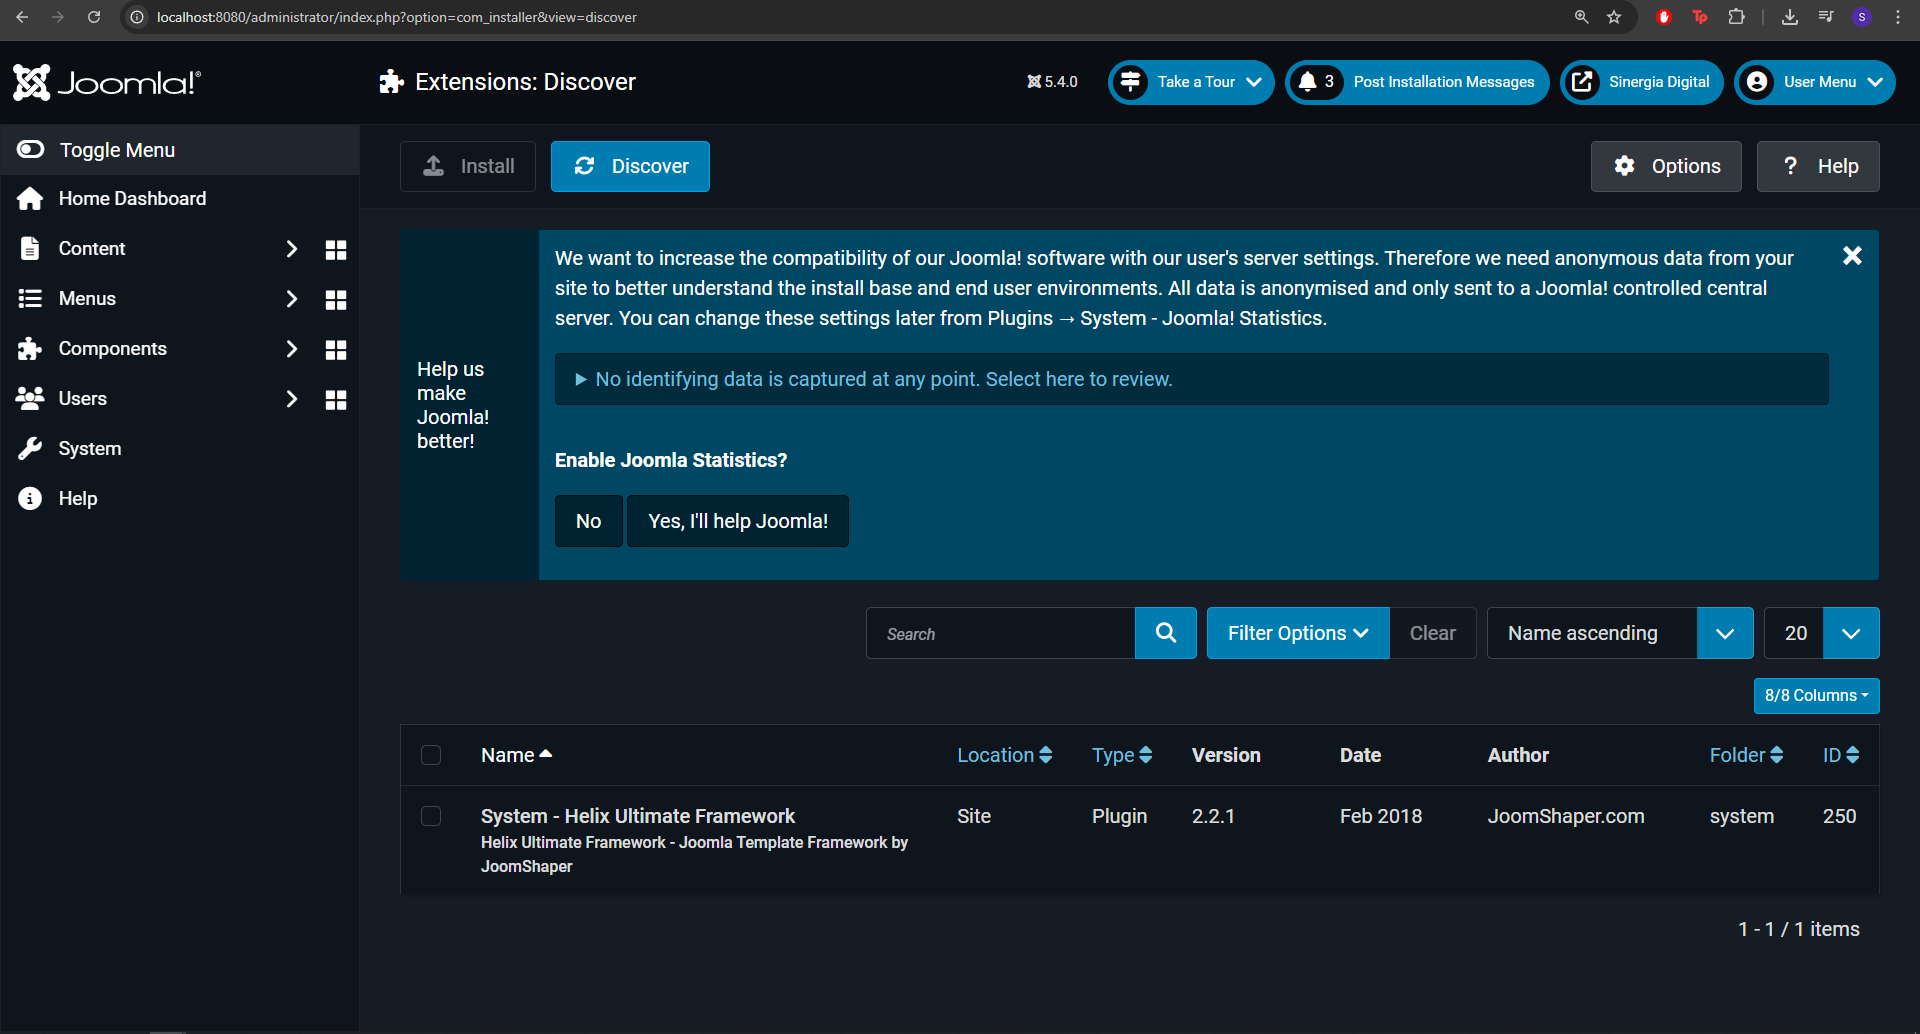 localhost:8080/administrator/index.php?option=com_installer&view=discover
Tp
S
Joomla!®
Extensions: Discover
5.4.0
Take a Tour
3
Post Installation Messages
Sinergia Digital
User Menu
Toggle Menu
Home Dashboard
Content
Menus
Components
Users
System
Help
Install
Discover
Options
? Help
Help us
make
Joomla!
better!
We want to increase the compatibility of our Joomla! software with our user's server settings. Therefore we need anonymous data from your
site to better understand the install base and end user environments. All data is anonymised and only sent to a Joomla! controlled central
server. You can change these settings later from Plugins → System - Joomla! Statistics.
▶ No identifying data is captured at any point. Select here to review.
Enable Joomla Statistics?
No
Yes, I'll help Joomla!
Search
Filter Options
Clear
Name ascending
20
8/8 Columns
Name
Location
Type
Version
Date
Author
Folder
ID
System - Helix Ultimate Framework
Helix Ultimate Framework - Joomla Template Framework by
JoomShaper
Site
Plugin
2.2.1
Feb 2018
JoomShaper.com
system
250
1 - 1 / 1 items